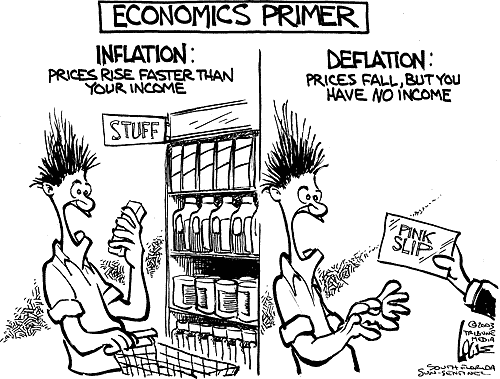 ECONOMICS PRIMER
INFLATION:
PRICES RISE FASTER THAN
YOUR INCOME
STUFF
DEFLATION:
PRICES FALL, BUT YOU
HAVE NO INCOME
PINK
SLIP
©2003
TRIBUNE
MEDIA
SOUTH FLORIDA
SUN-SENTINEL